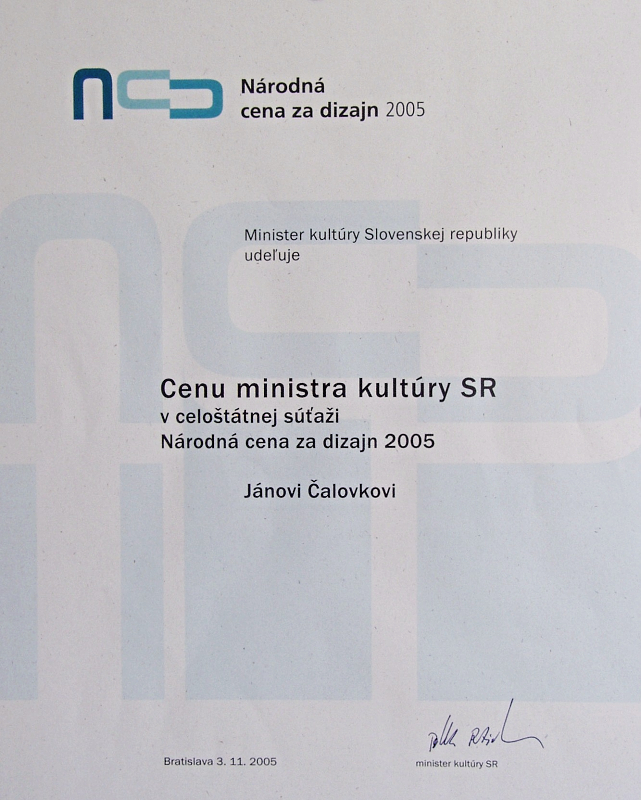 ncd
Národná
cena za dizajn 2005
Minister kultúry Slovenskej republiky
udeľuje
Cenu ministra kultúry SR
v celoštátnej súťaži
Národná cena za dizajn 2005
Jánovi Čalovkovi
Bratislava 3. 11. 2005
minister kultúry SR